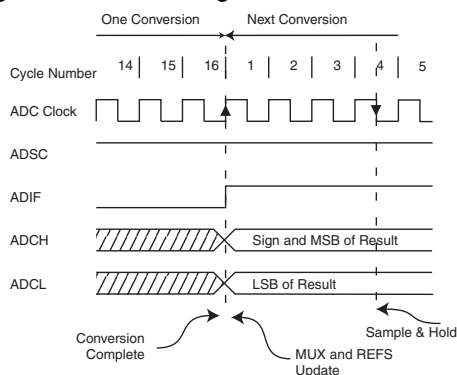 One Conversion Next Conversion
Cycle Number 14 15 16 1 2 3 4 5
ADC Clock
ADSC
ADIF
ADCH Sign and MSB of Result
ADCL LSB of Result
Conversion
Complete
MUX and REFS
Update
Sample & Hold